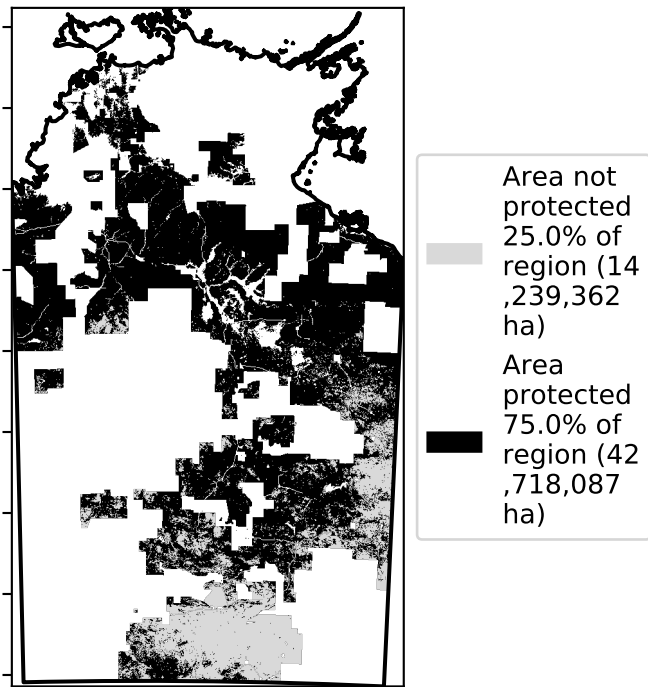 Area not
protected
25.0% of
region (14
,239,362
ha)
Area
protected
75.0% of
region (42
,718,087
ha)